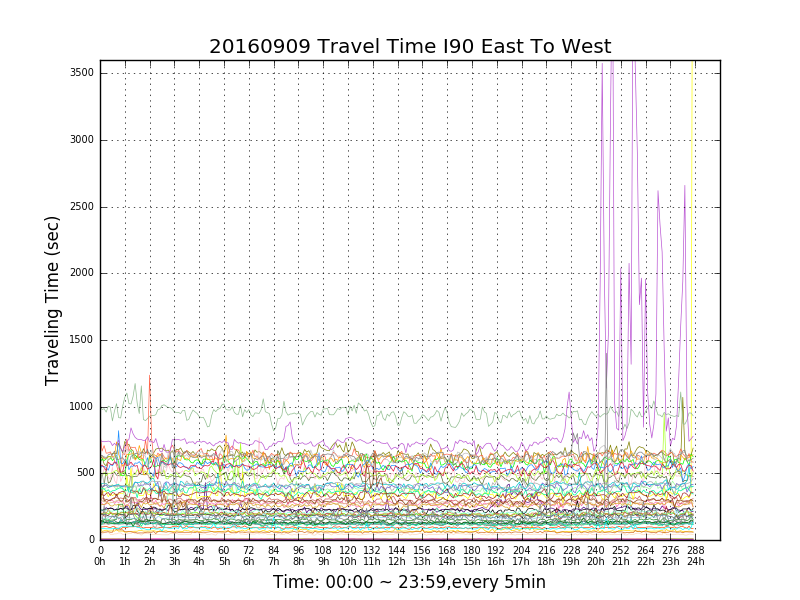 20160909 Travel Time I90 East To West
Traveling Time (sec)
3500
3000
2500
2000
1500
1000
500
0
0 12 24 36 48 60 72 84 96 108 120 132 144 156 168 180 192 204 216 228 240 252 264 276 288
0h 1h 2h 3h 4h 5h 6h 7h 8h 9h 10h 11h 12h 13h 14h 15h 16h 17h 18h 19h 20h 21h 22h 23h 24h
Time: 00:00 ~ 23:59,every 5min